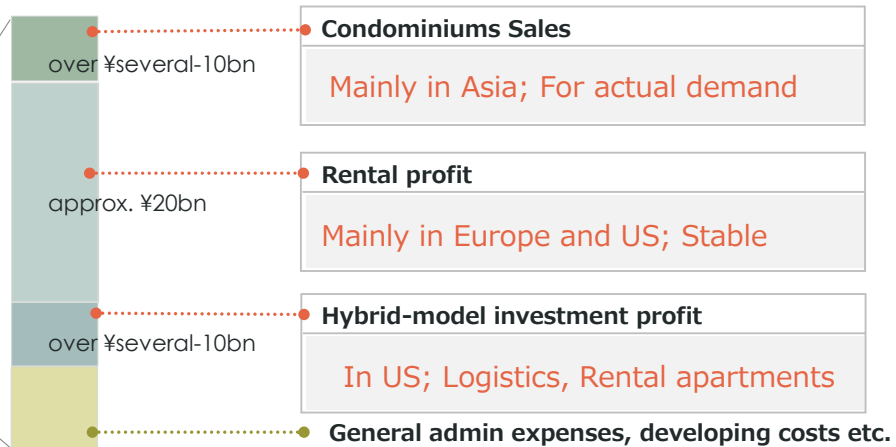 Condominiums Sales
over ¥several-10bn
Mainly in Asia; For actual demand
Rental profit
approx. ¥20bn
Mainly in Europe and US; Stable
Hybrid-model investment profit
over ¥several-10bn
In US; Logistics, Rental apartments
General admin expenses, developing costs etc.